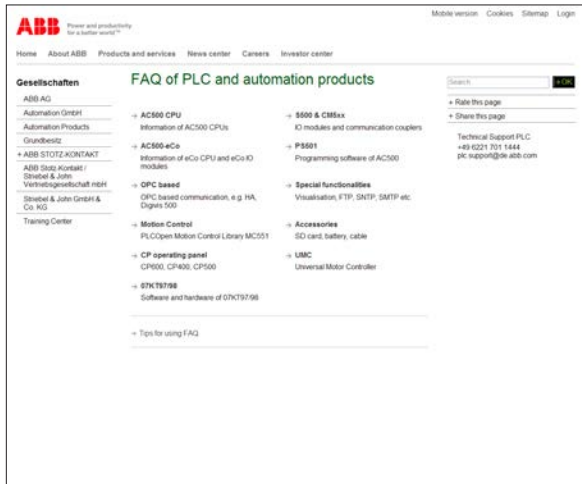 Mobile version Cookies Sitemap Login
ABB Power and productivity
for a better world™
Home About ABB Products and services News center Careers Investor center
Gesellschaften
ABB AG
Automation GmbH
Automation Products
Grundbesitz
+ ABB STOTZ-KONTAKT
ABB Stotz-Kontakt /
Striebel & John
Vertriebsgesellschaft mbH
Striebel & John GmbH &
Co. KG
Training Center
FAQ of PLC and automation products
→ AC500 CPU
Information of AC500 CPUs
→ AC500-eCo
Information of eCo CPU and eCo IO
modules
→ OPC based
OPC based communication, e.g. HA,
Digivis 500
→ Motion Control
PLCOpen Motion Control Library MC551
→ CP operating panel
CP600, CP400, CP500
→ 07KT97/98
Software and hardware of 07KT97/98
→ S500 & CM5xx
IO modules and communication couplers
→ PS501
Programming software of AC500
→ Special functionalities
Visualisation, FTP, SNTP, SMTP etc
→ Accessories
SD card, battery, cable
→ UMC
Universal Motor Controller
→ Tips for using FAQ
Search
» OK
+ Rate this page
+ Share this page
Technical Support PLC
+49 6221 701 1444
plc.support@de.abb.com